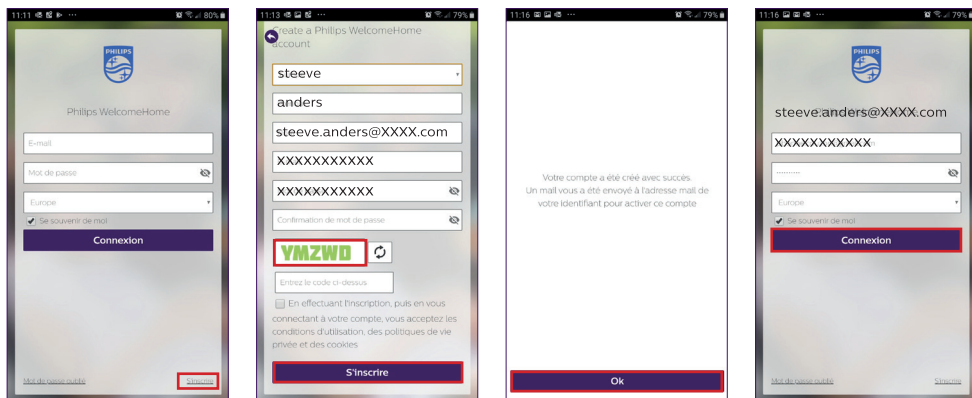 11:11 80%
PHILIPS
Philips WelcomeHome
E-mail
Mot de passe
Europe
Se souvenir de moi
Connexion
Mot de passe oublié S'inscrire
11:13 79%
Create a Philips WelcomeHome
account
steeve
anders
steeve.anders@XXXX.com
XXXXXXXXXXX
XXXXXXXXXXX
Confirmation de mot de passe
YMZWD
Entrez le code ci-dessus
En effectuant l'inscription, puis en vous
connectant à votre compte, vous acceptez les
conditions d'utilisation, des politiques de vie
privée et des cookies
S'inscrire
11:16 79%
Votre compte a été créé avec succès.
Un mail vous a été envoyé à l'adresse mail de
votre identifiant pour activer ce compte
Ok
11:16 79%
PHILIPS
steeve.anders@XXXX.com
XXXXXXXXXXX
Europe
Se souvenir de moi
Connexion
Mot de passe oublié S'inscrire